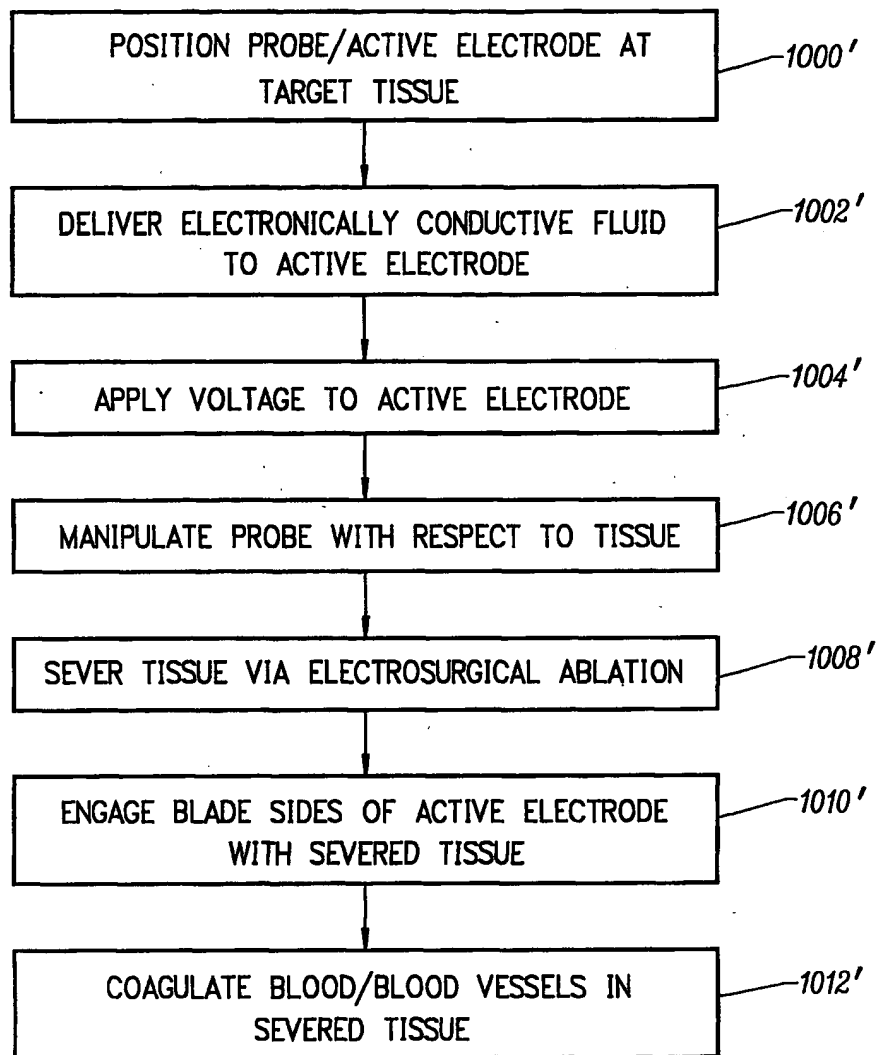 POSITION PROBE/ACTIVE ELECTRODE AT
TARGET TISSUE
1000'
DELIVER ELECTRONICALLY CONDUCTIVE FLUID
TO ACTIVE ELECTRODE
1002'
APPLY VOLTAGE TO ACTIVE ELECTRODE
1004'
MANIPULATE PROBE WITH RESPECT TO TISSUE
1006'
SEVER TISSUE VIA ELECTROSURGICAL ABLATION
1008'
ENGAGE BLADE SIDES OF ACTIVE ELECTRODE
WITH SEVERED TISSUE
1010'
COAGULATE BLOOD/BLOOD VESSELS IN
SEVERED TISSUE
1012'